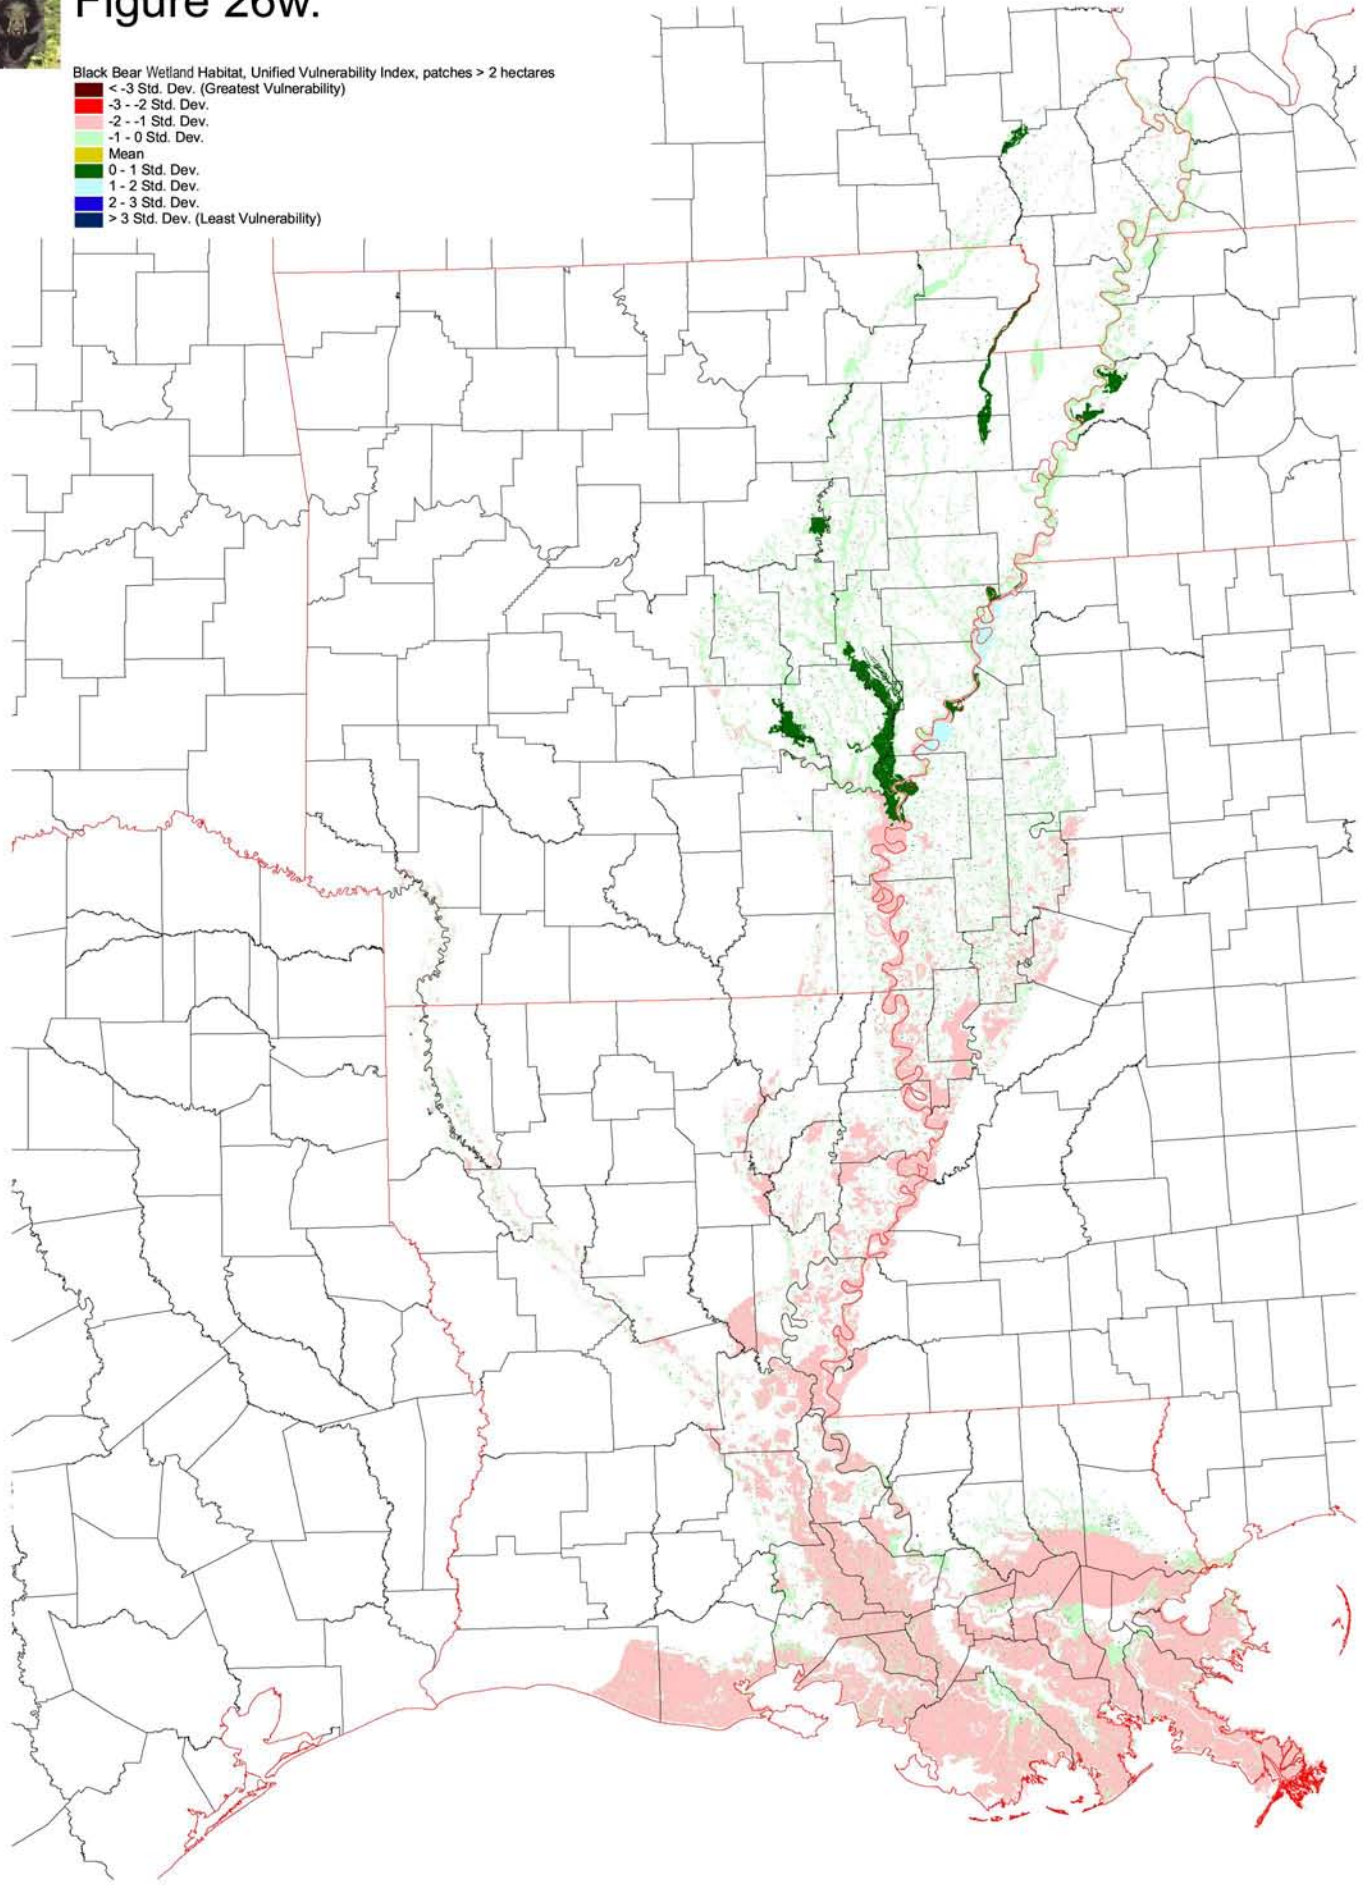 Figure 26w.
Black Bear Wetland Habitat, Unified Vulnerability Index, patches > 2 hectares
< -3 Std. Dev. (Greatest Vulnerability)
-3 - -2 Std. Dev.
-2 - -1 Std. Dev.
-1 - 0 Std. Dev.
Mean
0 - 1 Std. Dev.
1 - 2 Std. Dev.
2 - 3 Std. Dev.
> 3 Std. Dev. (Least Vulnerability)